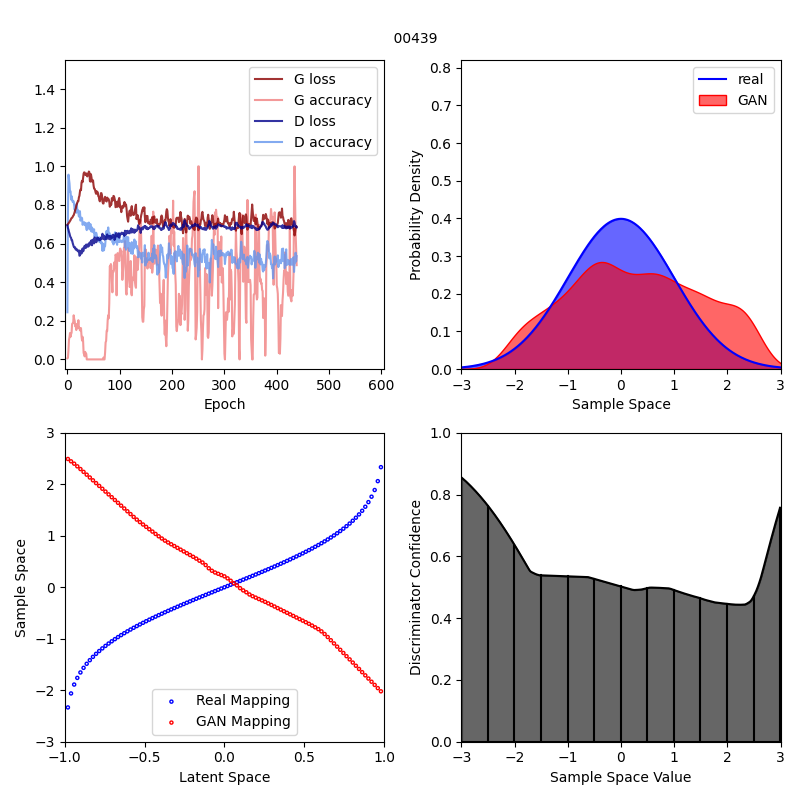 00439
G loss
G accuracy
D loss
D accuracy
1.4
1.2
1.0
0.8
0.6
0.4
0.2
0.0
0 100 200 300 400 500 600
Epoch
real
GAN
Probability Density
0.8
0.7
0.6
0.5
0.4
0.3
0.2
0.1
0.0
−3 −2 −1 0 1 2 3
Sample Space
Sample Space
3
2
1
0
−1
−2
−3
Real Mapping
GAN Mapping
−1.0 −0.5 0.0 0.5 1.0
Latent Space
Discriminator Confidence
1.0
0.8
0.6
0.4
0.2
0.0
−3 −2 −1 0 1 2 3
Sample Space Value